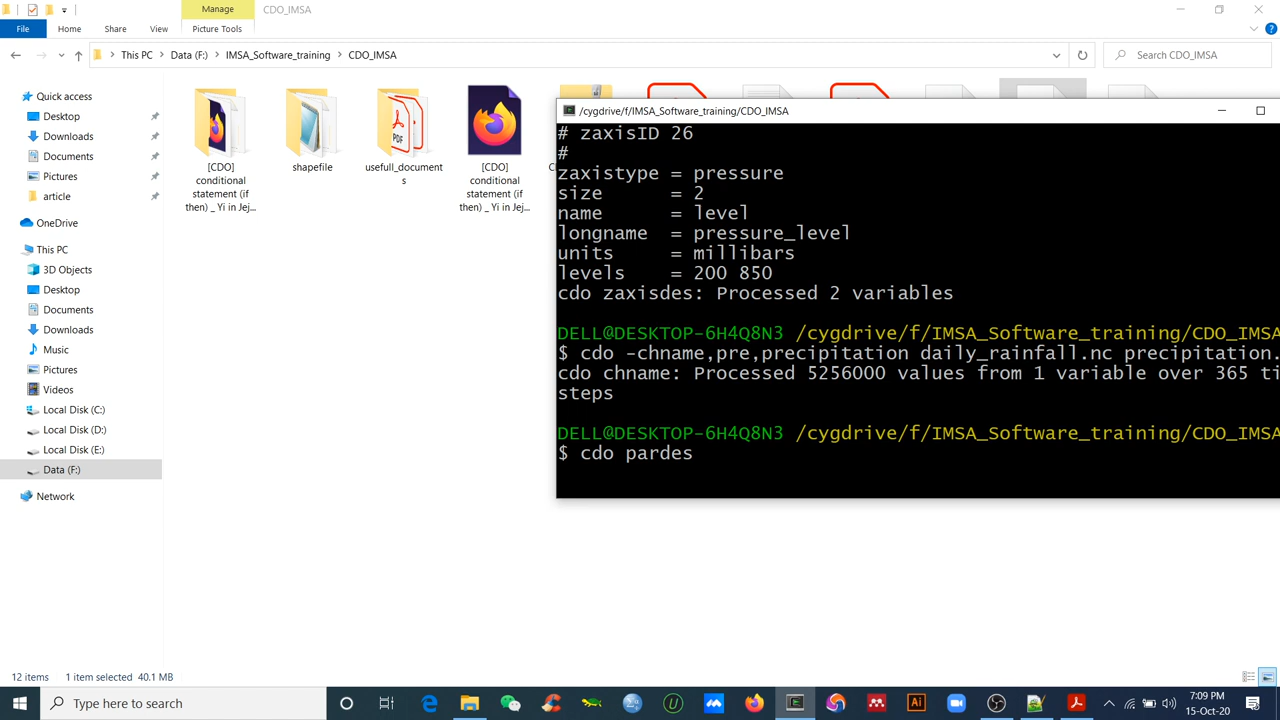 Manage
CDO_IMSA
File
Home
Share
View
Picture Tools
This PC
Data (F:)
IMSA_Software_training
CDO_IMSA
Search CDO_IMSA
Quick access
Desktop
Downloads
Documents
Pictures
article
OneDrive
This PC
3D Objects
Desktop
Documents
Downloads
Music
Pictures
Videos
Local Disk (C:)
Local Disk (D:)
Local Disk (E:)
Data (F:)
Network
[CDO]
conditional
statement (if
then) _ Yi in Jej...
shapefile
PDF
usefull_document
s
[CDO]
conditional
statement (if
then) _ Yi in Jej...
/cygdrive/f/IMSA_Software_training/CDO_IMSA
# zaxisID 26
#
zaxistype = pressure
size = 2
name = level
longname = pressure_level
units = millibars
levels = 200 850
cdo zaxisdes: Processed 2 variables
DELL@DESKTOP-6H4Q8N3 /cygdrive/f/IMSA_Software_training/CDO_IMSA
$ cdo -chname,pre,precipitation daily_rainfall.nc precipitation.
cdo chname: Processed 5256000 values from 1 variable over 365 ti
steps
DELL@DESKTOP-6H4Q8N3 /cygdrive/f/IMSA_Software_training/CDO_IMSA
$ cdo pardes
12 items
1 item selected 40.1 MB
Type here to search
Ai
7:09 PM
15-Oct-20